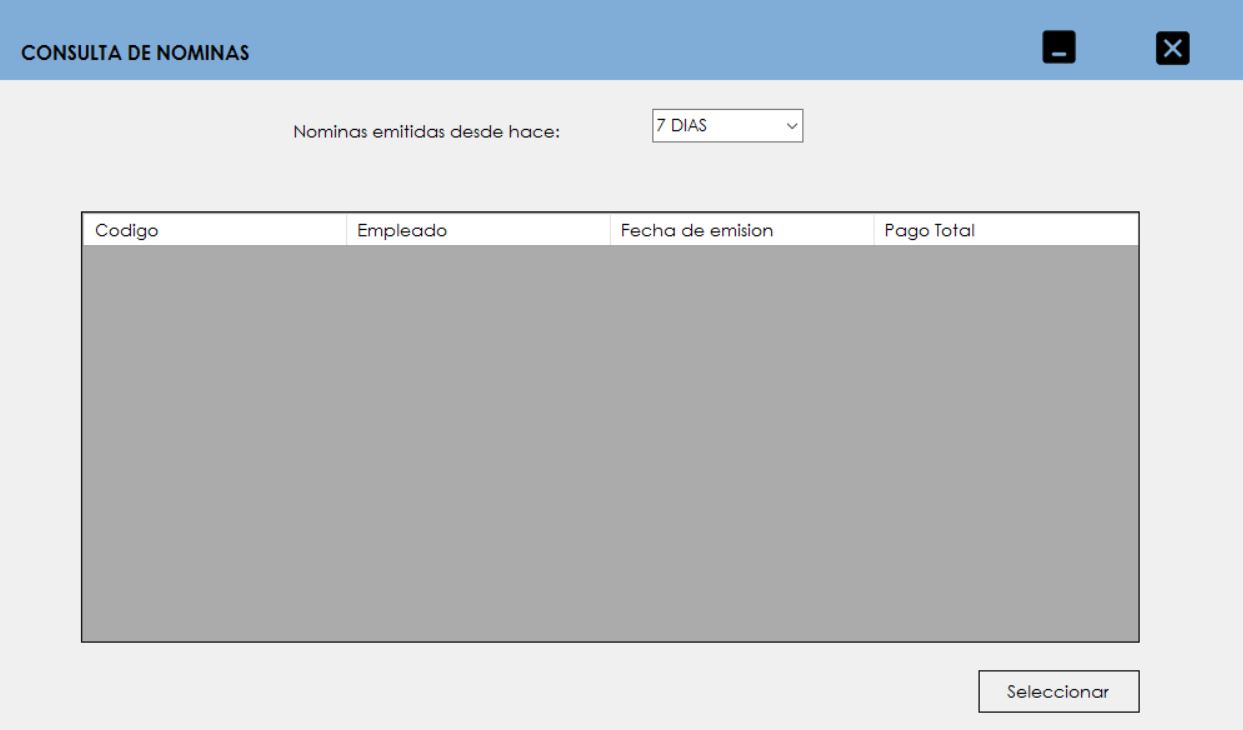 CONSULTA DE NOMINAS
Nominas emitidas desde hace: 7 DIAS
Codigo Empleado Fecha de emision Pago Total
Seleccionar